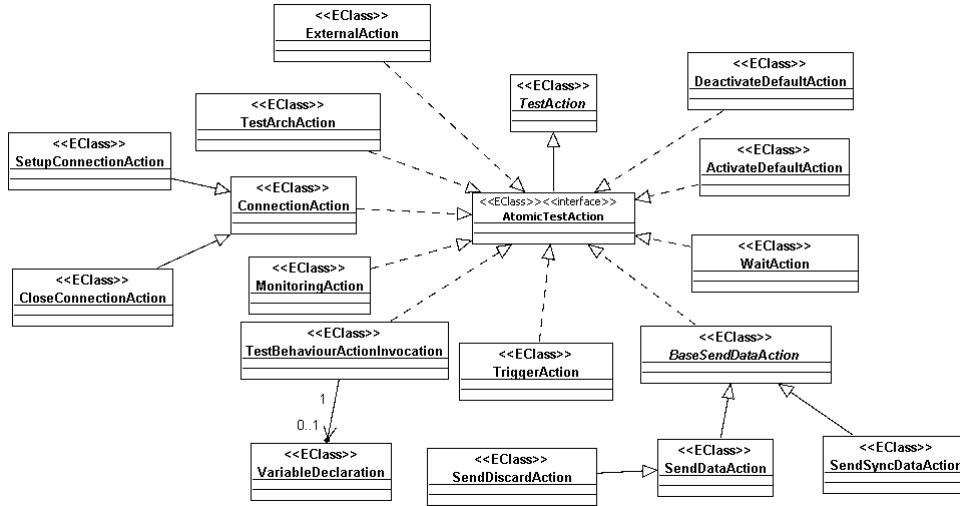 <<EClass>>
ExternalAction
<<EClass>>
TestAction
<<EClass>>
DeactivateDefaultAction
<<EClass>>
TestArchAction
<<EClass>>
SetupConnectionAction
<<EClass>>
ActivateDefaultAction
<<EClass>>
ConnectionAction
<<EClass>><<interface>>
AtomicTestAction
<<EClass>>
WaitAction
<<EClass>>
CloseConnectionAction
<<EClass>>
MonitoringAction
<<EClass>>
TestBehaviourActionInvocation
<<EClass>>
BaseSendDataAction
<<EClass>>
TriggerAction
1
0..1
<<EClass>>
VariableDeclaration
<<EClass>>
SendDiscardAction
<<EClass>>
SendDataAction
<<EClass>>
SendSyncDataAction